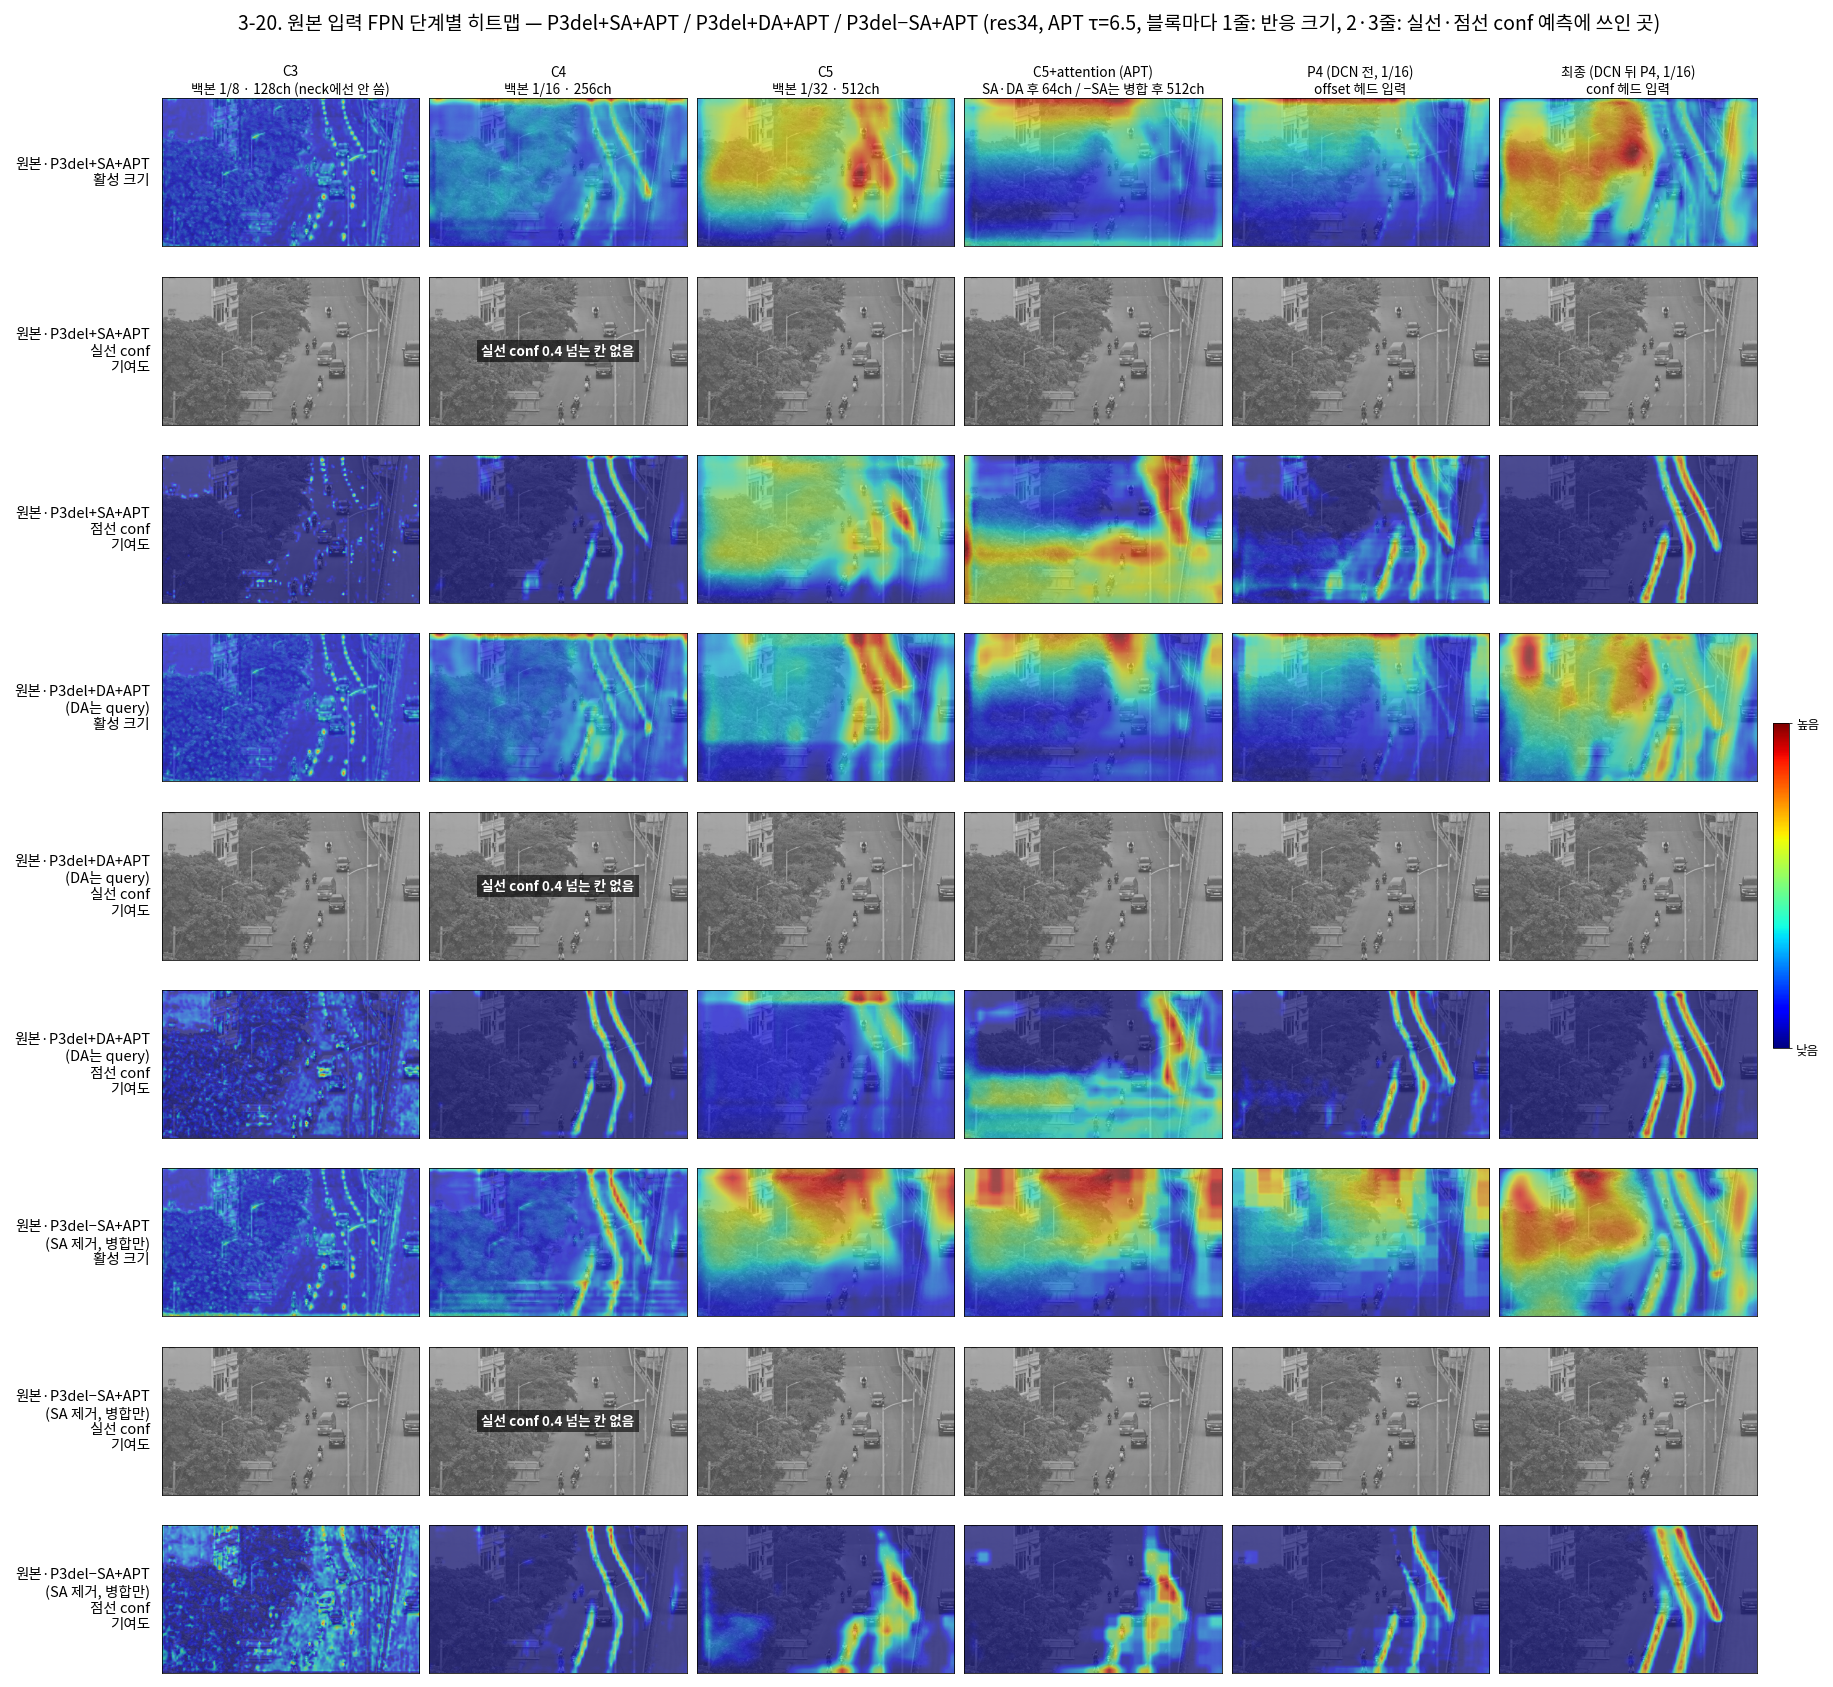 3-20. 원본 입력 FPN 단계별 히트맵 — P3del+SA+APT / P3del+DA+APT / P3del−SA+APT (res34, APT τ=6.5, 블록마다 1줄: 반응 크기, 2·3줄: 실선·점선 conf 예측에 쓰인 곳)
C3
백본 1/8 · 128ch (neck에선 안 씀)
C4
백본 1/16 · 256ch
C5
백본 1/32 · 512ch
C5+attention (APT)
SA·DA 후 64ch / −SA는 병합 후 512ch
P4 (DCN 전, 1/16)
offset 헤드 입력
최종 (DCN 뒤 P4, 1/16)
conf 헤드 입력
원본·P3del+SA+APT
활성 크기
원본·P3del+SA+APT
실선 conf
기여도
실선 conf 0.4 넘는 칸 없음
원본·P3del+SA+APT
점선 conf
기여도
원본·P3del+DA+APT
(DA는 query)
활성 크기
원본·P3del+DA+APT
(DA는 query)
실선 conf
기여도
실선 conf 0.4 넘는 칸 없음
원본·P3del+DA+APT
(DA는 query)
점선 conf
기여도
원본·P3del−SA+APT
(SA 제거, 병합만)
활성 크기
원본·P3del−SA+APT
(SA 제거, 병합만)
실선 conf
기여도
실선 conf 0.4 넘는 칸 없음
원본·P3del−SA+APT
(SA 제거, 병합만)
점선 conf
기여도
높음
낮음